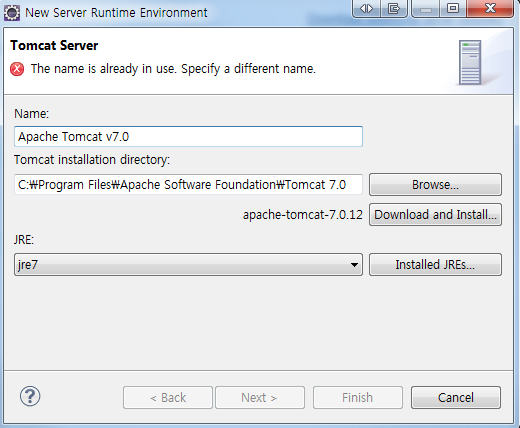 New Server Runtime Environment
Tomcat Server
The name is already in use. Specify a different name.
Name:
Apache Tomcat v7.0
Tomcat installation directory:
C:₩Program Files₩Apache Software Foundation₩Tomcat 7.0
Browse...
apache-tomcat-7.0.12
Download and Install...
JRE:
jre7
Installed JREs...
?
< Back
Next >
Finish
Cancel